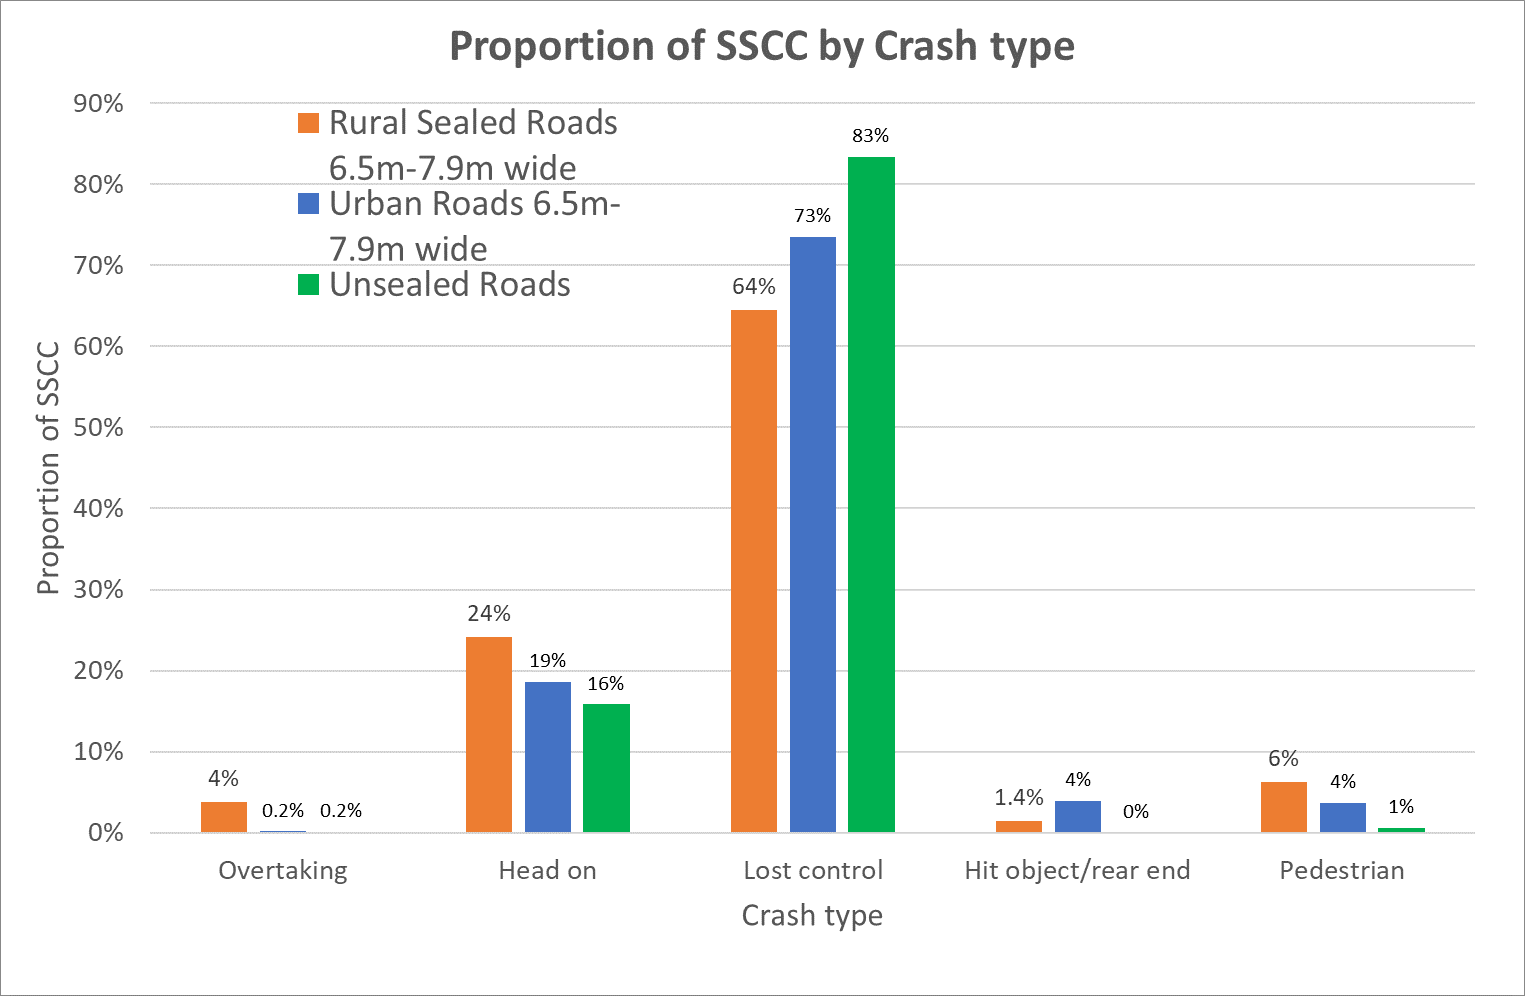 Proportion of SSCC by Crash type
90%
80%
70%
60%
50%
40%
30%
20%
10%
0%
Proportion of SSCC
Rural Sealed Roads
6.5m-7.9m wide
Urban Roads 6.5m-
7.9m wide
Unsealed Roads
4%
0.2%
0.2%
24%
19%
16%
64%
73%
83%
1.4%
4%
0%
6%
4%
1%
Overtaking
Head on
Lost control
Hit object/rear end
Pedestrian
Crash type